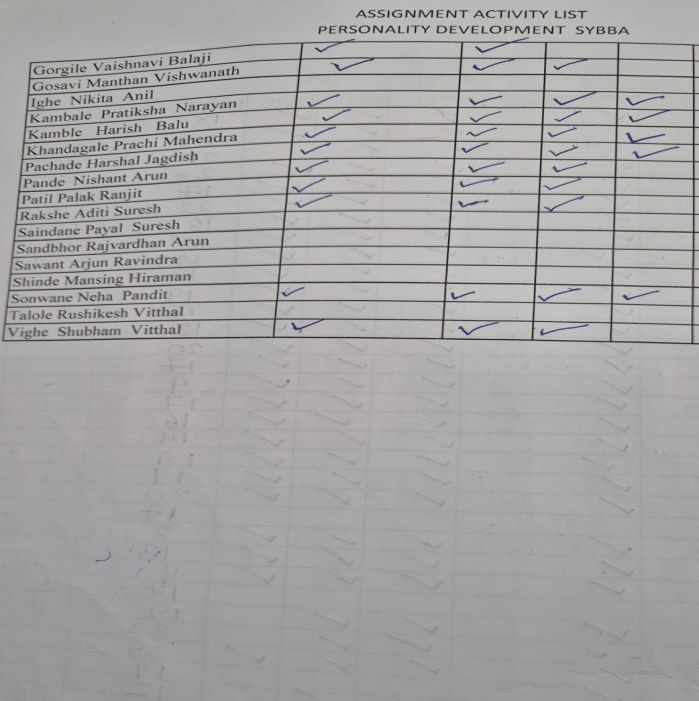 ASSIGNMENT ACTIVITY LIST
PERSONALITY DEVELOPMENT SYBBA
Gorgile Vaishnavi Balaji
Gosavi Manthan Vishwanath
Ighe Nikita Anil
Kambale Pratiksha Narayan
Kamble Harish Balu
Khandagale Prachi Mahendra
Pachade Harshal Jagdish
Pande Nishant Arun
Patil Palak Ranjit
Rakshe Aditi Suresh
Saindane Payal Suresh
Sandbhor Rajvardhan Arun
Sawant Arjun Ravindra
Shinde Mansing Hiraman
Sonwane Neha Pandit
Talole Rushikesh Vitthal
Vighe Shubham Vitthal